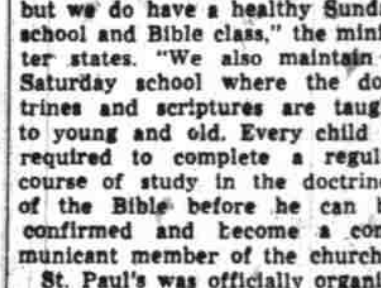 but we do have a healthy Sund
school and Bible class," the mini
ter states. "We also maintain
Saturday school where the do
trines and scriptures are taug
to young and old. Every child
required to complete a regul
course of study in the doctrin
of the Bible before he can b
confirmed and become a com
municant member of the church
St. Paul's was officially organi